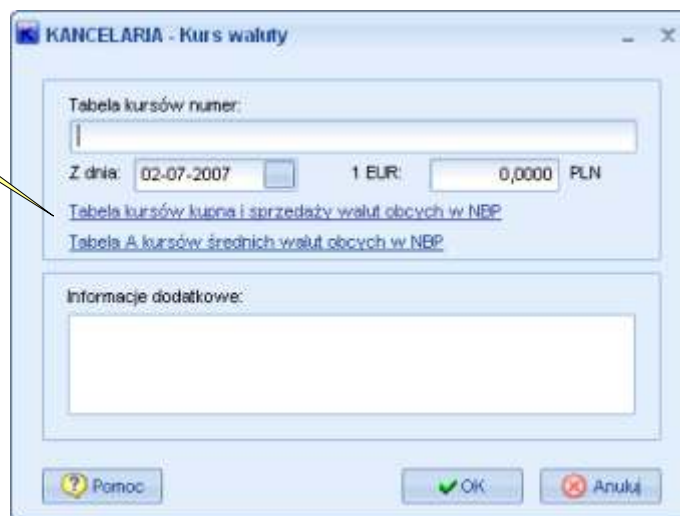 KANCELARIA - Kurs waluty
Tabela kursów numer:
Z dnia: 02-07-2007 1 EUR: 0,0000 PLN
Tabela kursów kupna i sprzedaży walut obcych w NBP
Tabela A kursów średnich walut obcych w NBP
Informacje dodatkowe:
Pomoc OK Anuluj